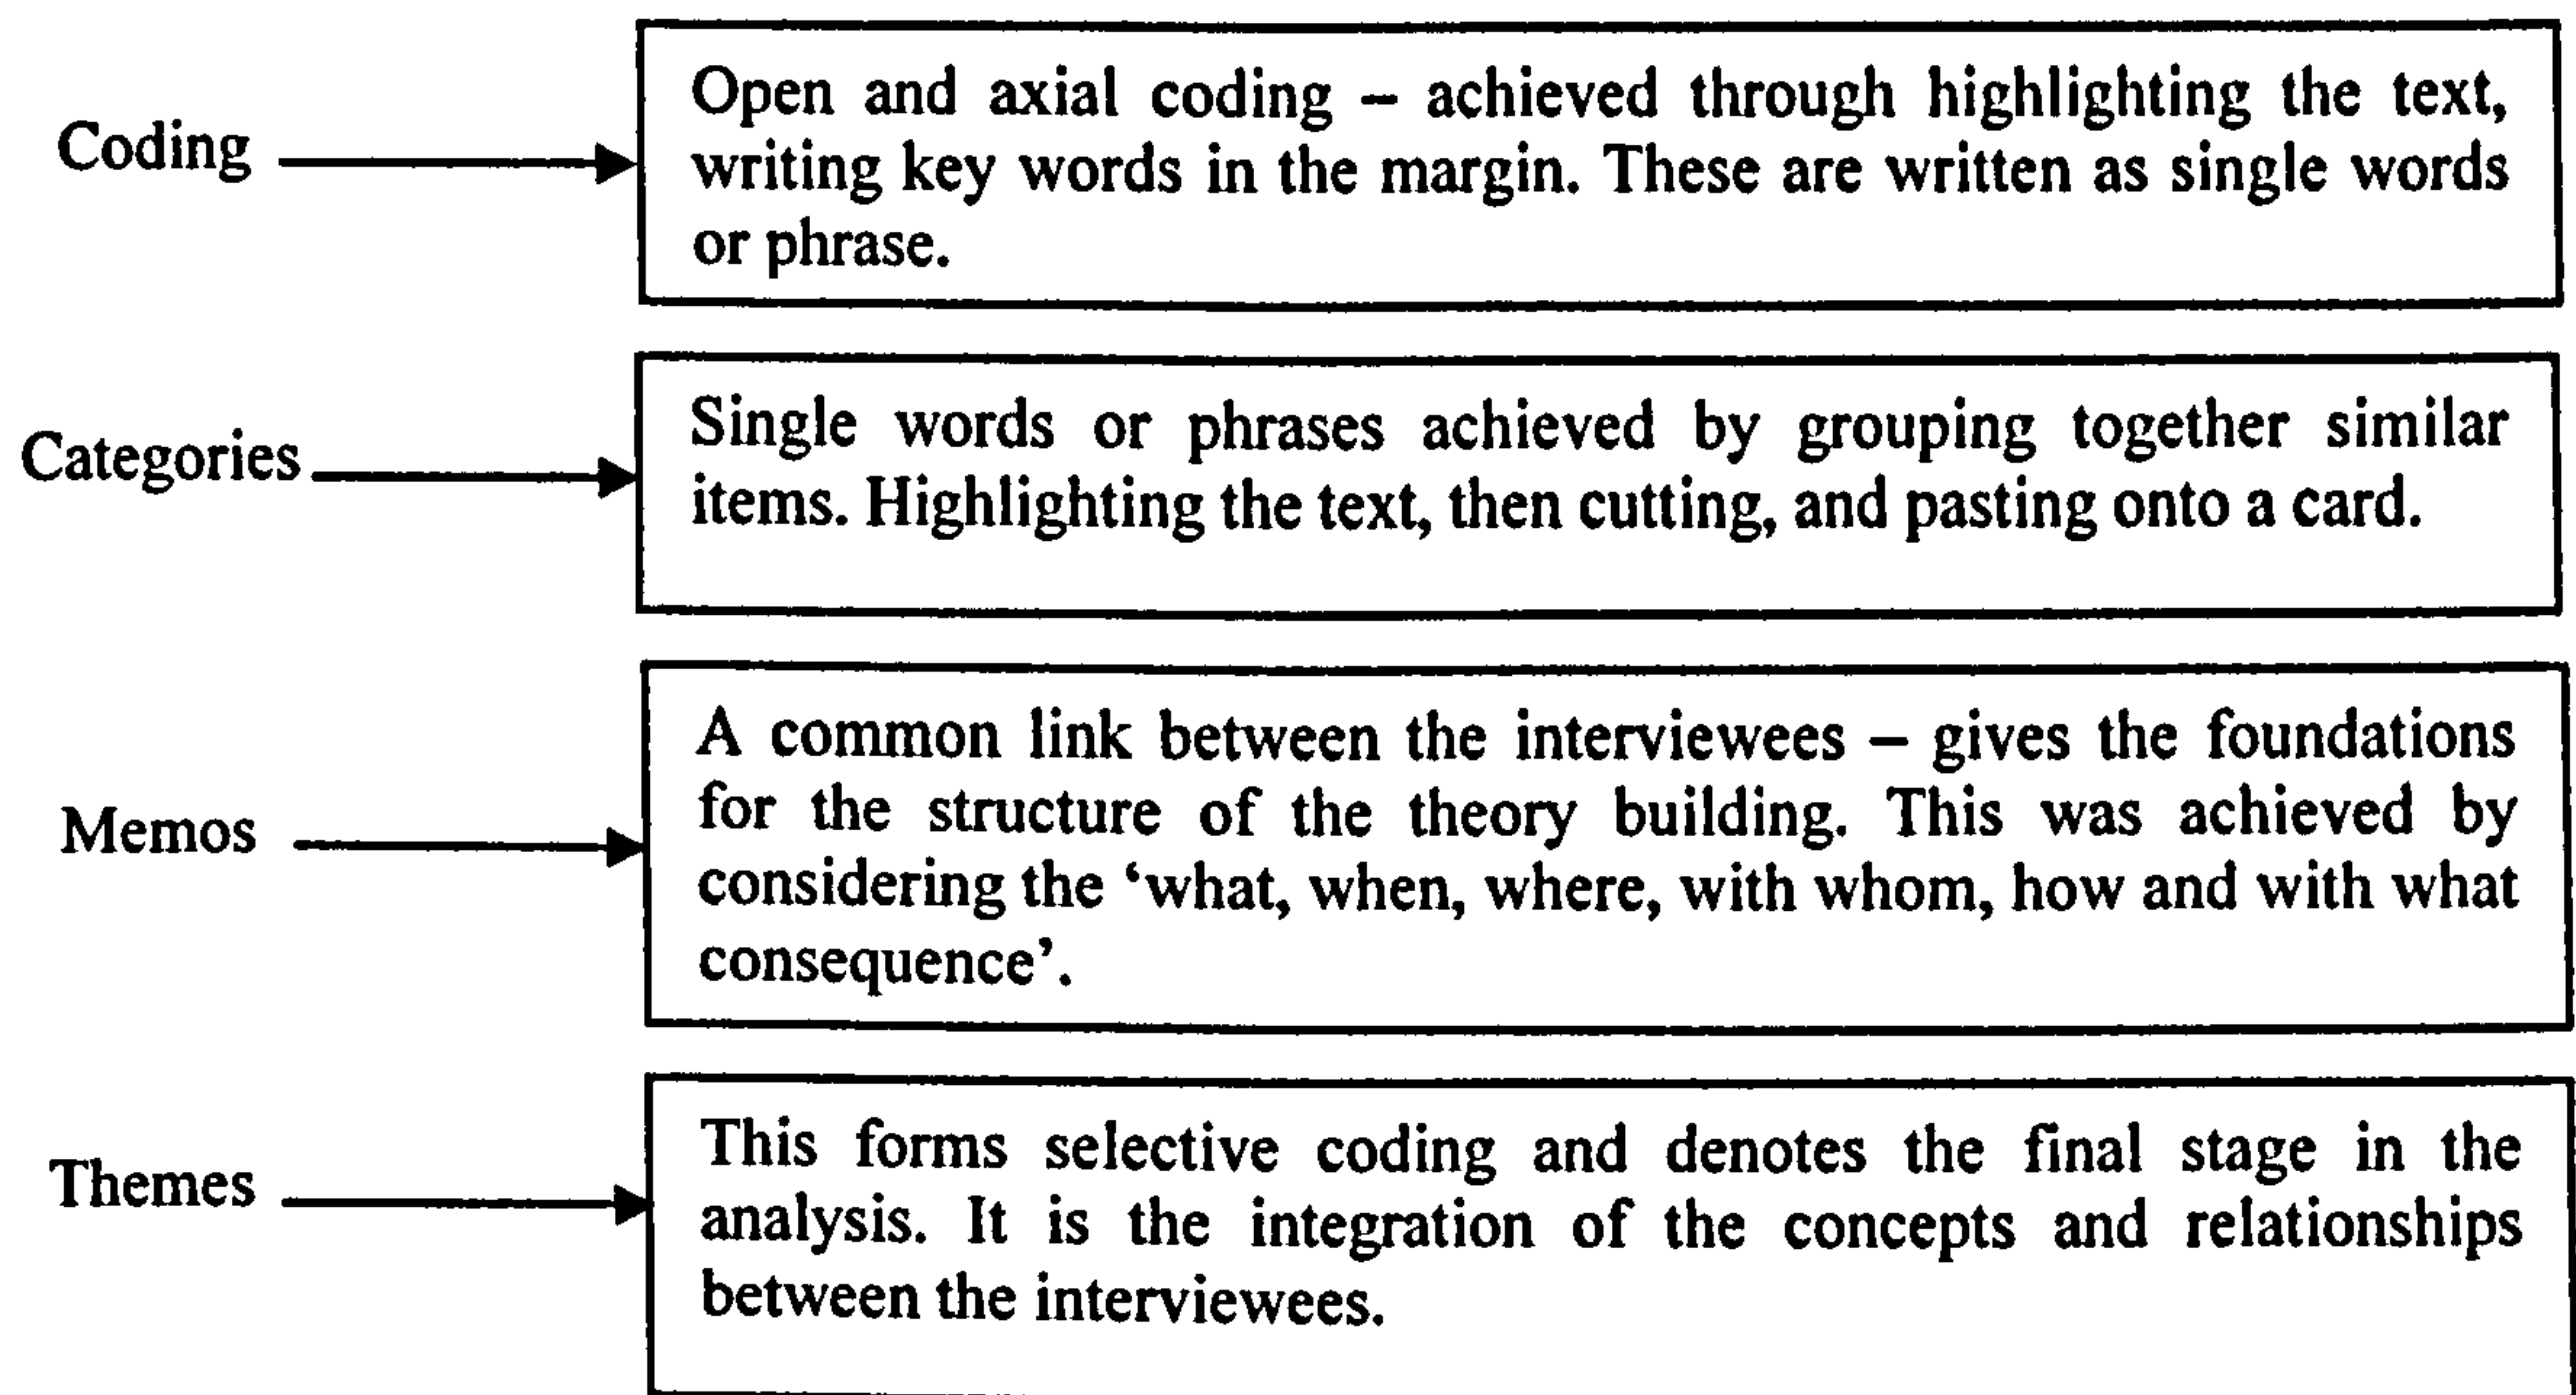 Coding
Open and axial coding – achieved through highlighting the text,
writing key words in the margin. These are written as single words
or phrase.
Categories
Single words or phrases achieved by grouping together similar
items. Highlighting the text, then cutting, and pasting onto a card.
Memos
A common link between the interviewees – gives the foundations
for the structure of the theory building. This was achieved by
considering the ‘what, when, where, with whom, how and with what
consequence’.
Themes
This forms selective coding and denotes the final stage in the
analysis. It is the integration of the concepts and relationships
between the interviewees.